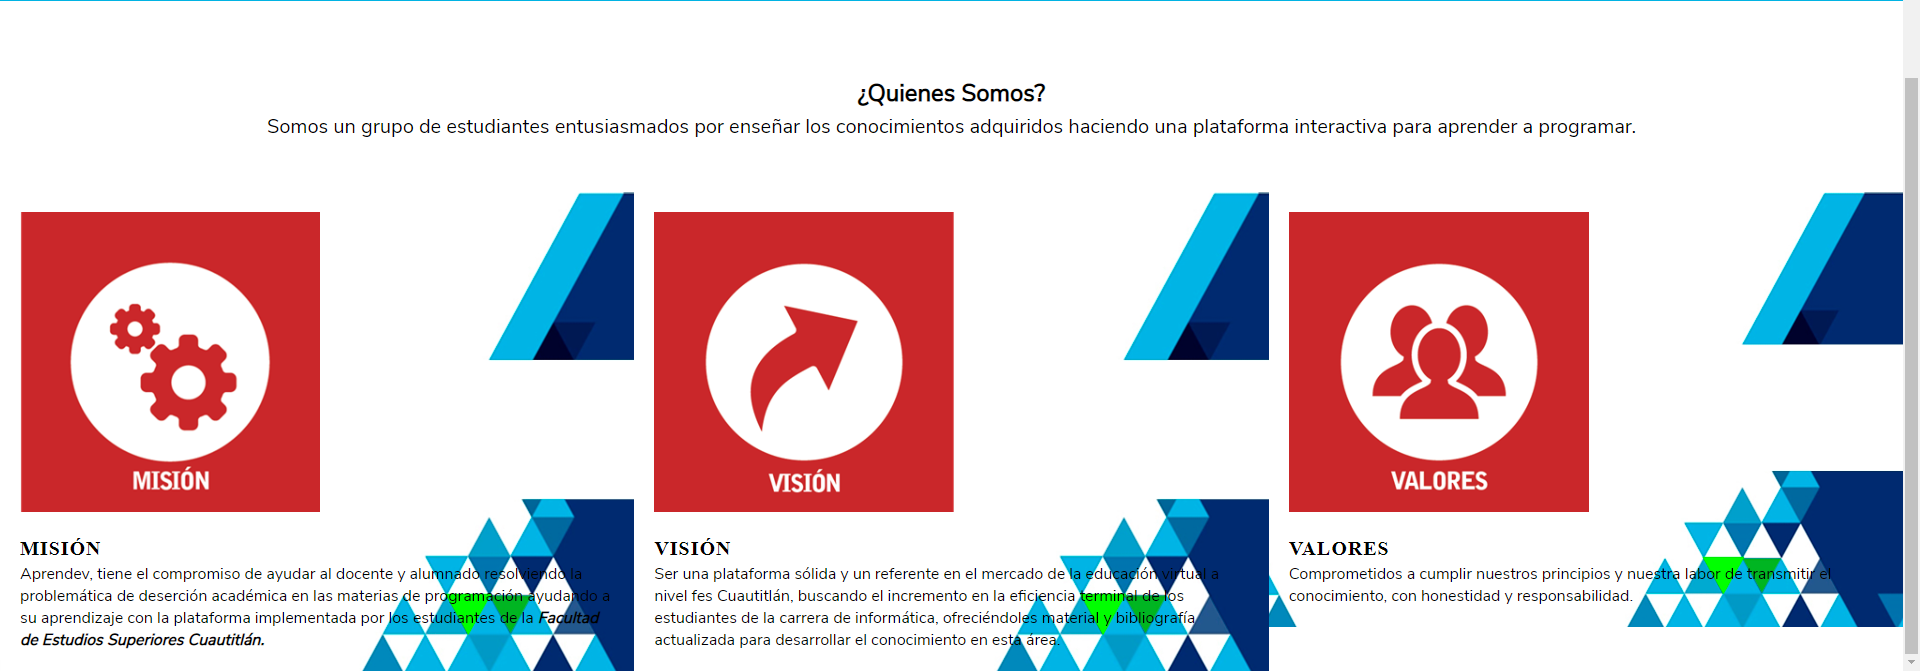 ¿Quienes Somos?
Somos un grupo de estudiantes entusiasmados por enseñar los conocimientos adquiridos haciendo una plataforma interactiva para aprender a programar.
MISIÓN
MISIÓN
Aprendev, tiene el compromiso de ayudar al docente y alumnado resolviendo la
problemática de deserción académica en las materias de programación ayudando a
su aprendizaje con la plataforma implementada por los estudiantes de la Facultad
de Estudios Superiores Cuautitlán.
VISIÓN
VISIÓN
Ser una plataforma sólida y un referente en el mercado de la educación virtual a
nivel fes Cuautitlán, buscando el incremento en la eficiencia terminal de los
estudiantes de la carrera de informática, ofreciéndoles material y bibliografía
actualizada para desarrollar el conocimiento en esta área.
VALORES
VALORES
Comprometidos a cumplir nuestros principios y nuestra labor de transmitir el
conocimiento, con honestidad y responsabilidad.